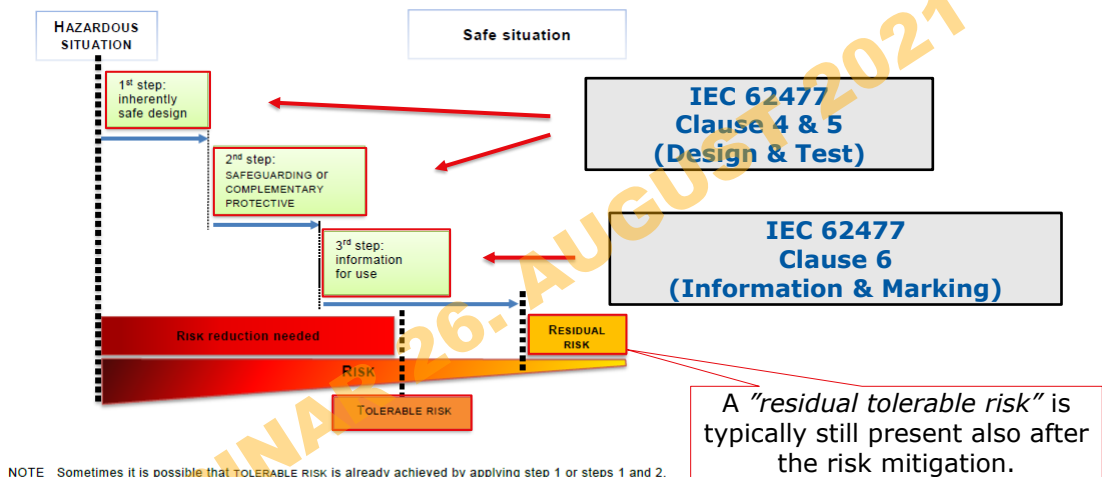 HAZARDOUS
SITUATION
Safe situation
1st step:
inherently
safe design
IEC 62477
Clause 4 & 5
(Design & Test)
2nd step:
SAFEGUARDING or
COMPLEMENTARY
PROTECTIVE
3rd step:
information
for use
IEC 62477
Clause 6
(Information & Marking)
Risk reduction needed
RESIDUAL
RISK
RISK
TOLERABLE RISK
A "residual tolerable risk" is
typically still present also after
the risk mitigation.
NOTE Sometimes it is possible that TOLERABLE RISK is already achieved by applying step 1 or steps 1 and 2.
INAR 26. AUGUST 2021